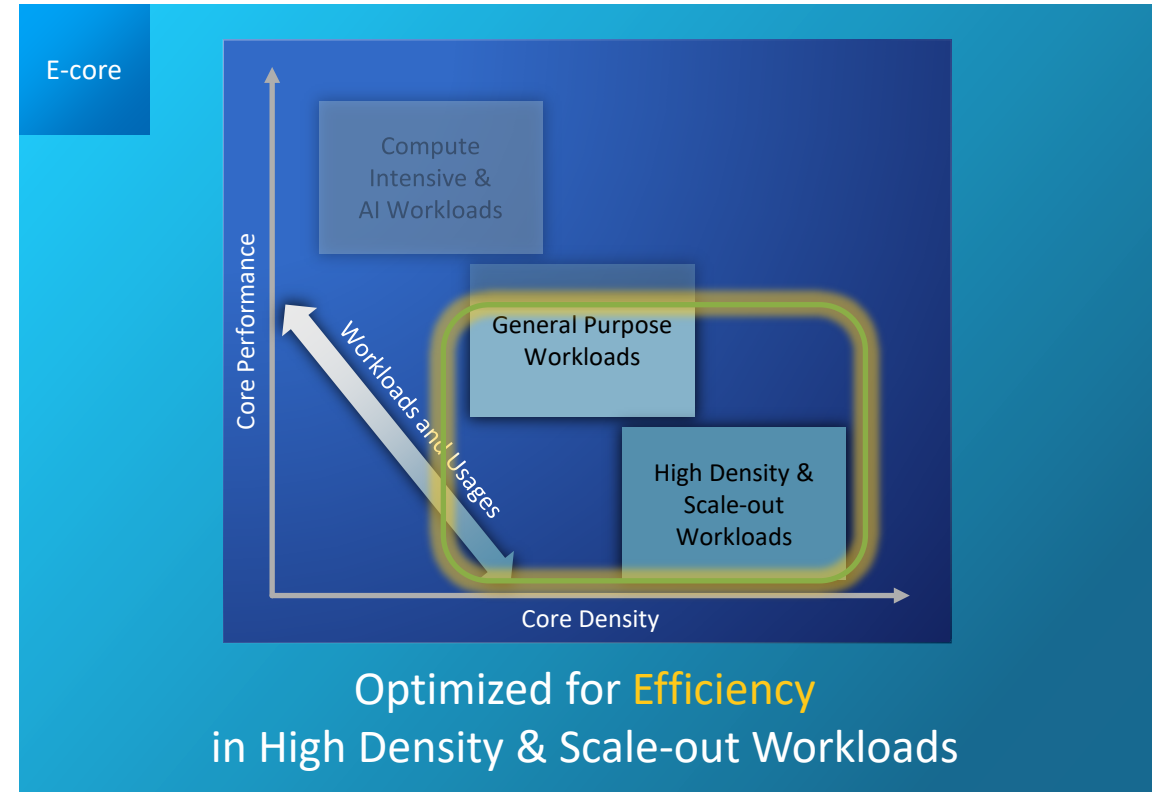 E-core
Compute
Intensive &
AI Workloads
Core Performance
General Purpose
Workloads
Workloads and Usages
High Density &
Scale-out
Workloads
Core Density
Optimized for Efficiency
in High Density & Scale-out Workloads